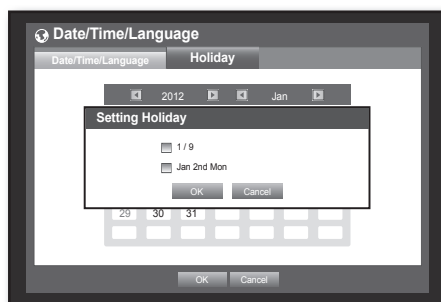 Date/Time/Language
Date/Time/Language Holiday
2012 Jan
Setting Holiday
1 / 9
Jan 2nd Mon
OK Cancel
29 30 31
OK Cancel